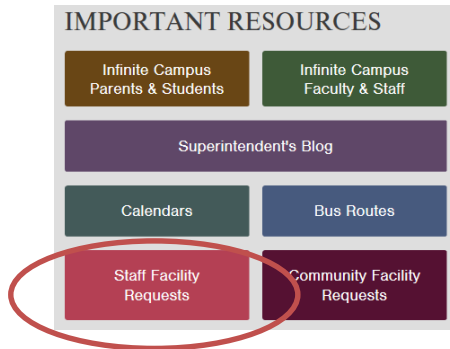 IMPORTANT RESOURCES
Infinite Campus
Parents & Students
Infinite Campus
Faculty & Staff
Superintendent's Blog
Calendars
Bus Routes
Staff Facility
Requests
Community Facility
Requests